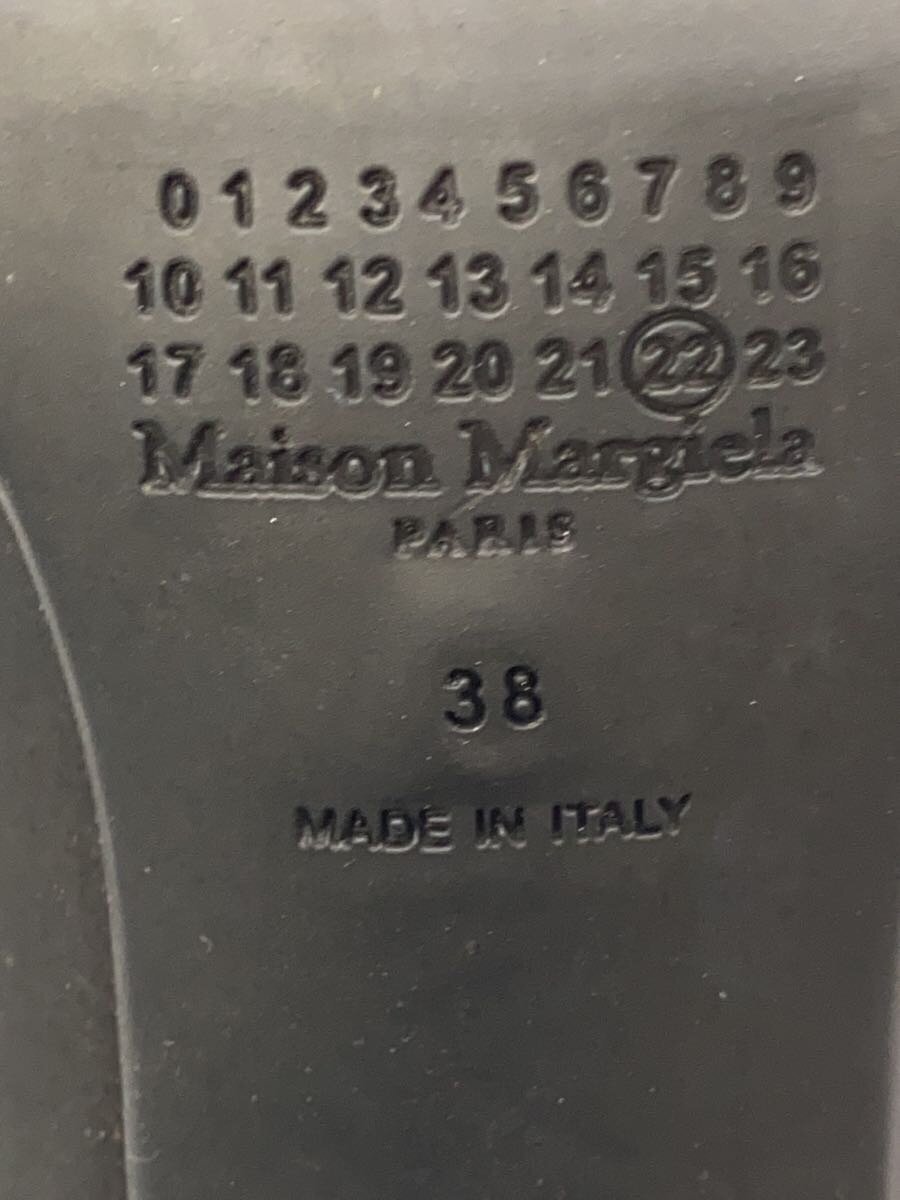 0 1 2 3 4 5 6 7 8 9
10 11 12 13 14 15 16
17 18 19 20 21 22 23
Maison Margiela
PARIS
38
MADE IN ITALY